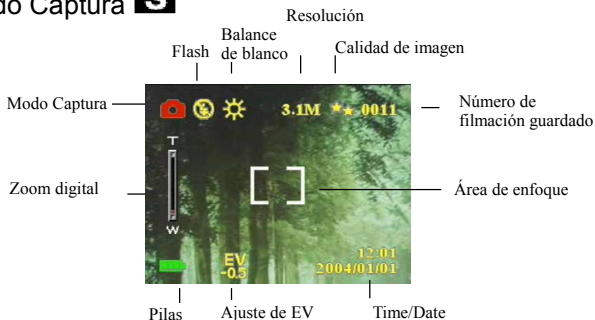 do Captura S
Resolución
Balance
de blanco
Flash
Calidad de imagen
Modo Captura
3.1M
0011
Número de
filmación guardado
T
Zoom digital
Área de enfoque
W
EV
-0.5
12:01
2004/01/01
Pilas
Ajuste de EV
Time/Date